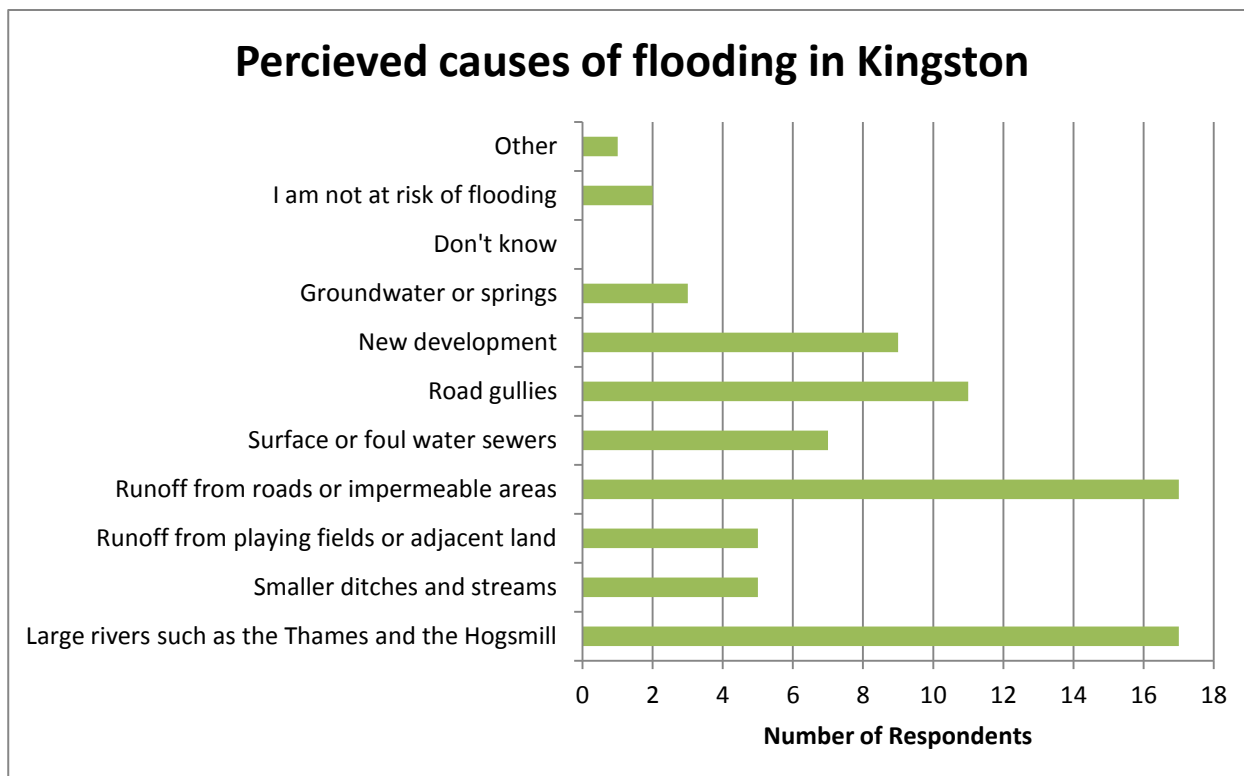 Percieved causes of flooding in Kingston
Other
I am not at risk of flooding
Don't know
Groundwater or springs
New development
Road gullies
Surface or foul water sewers
Runoff from roads or impermeable areas
Runoff from playing fields or adjacent land
Smaller ditches and streams
Large rivers such as the Thames and the Hogsmill
0 2 4 6 8 10 12 14 16 18
Number of Respondents